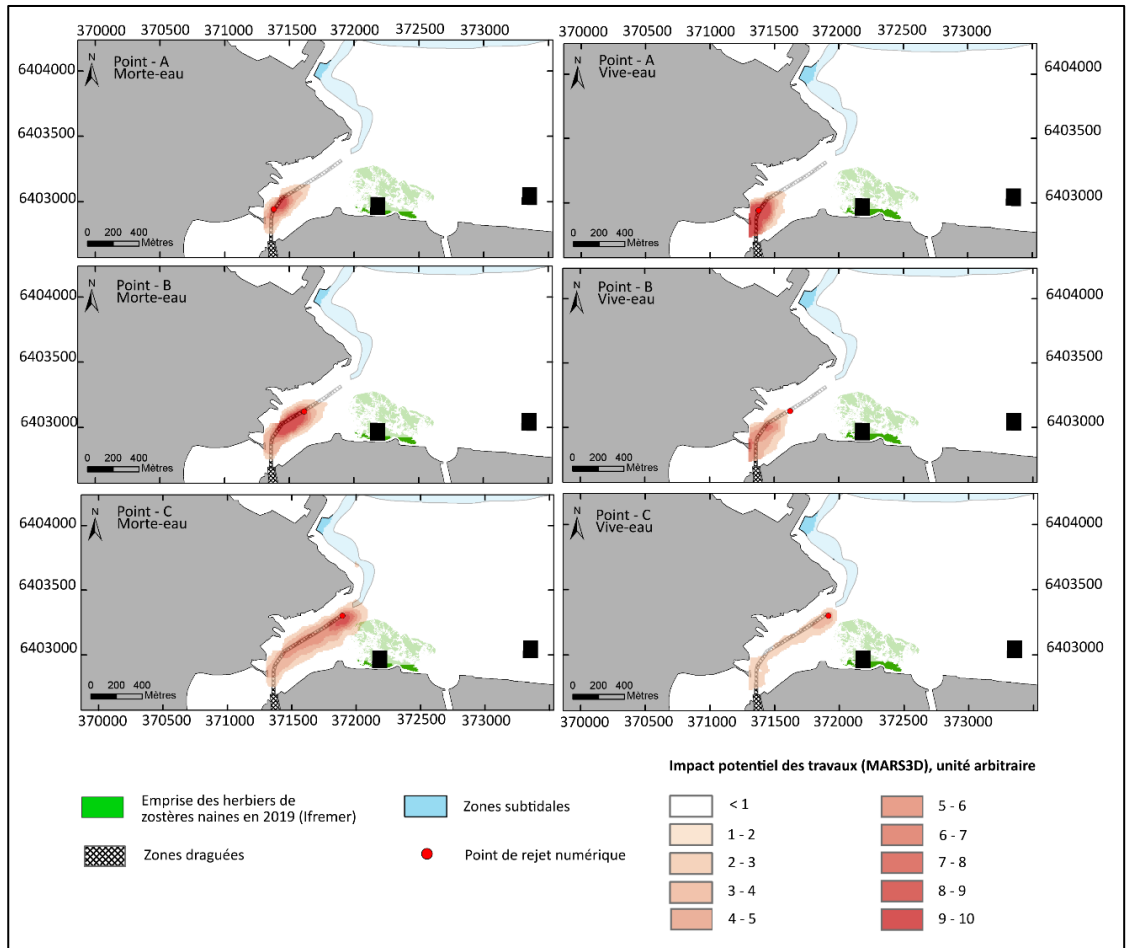 370000 370500 371000 371500 372000 372500 373000
370000 370500 371000 371500 372000 372500 373000
6404000
6403500
6403000
N
Point - A
Morte-eau
0 200 400
Mètres
N
Point - A
Vive-eau
0 200 400
Mètres
6404000
6403500
6403000
6404000
6403500
6403000
N
Point - B
Morte-eau
0 200 400
Mètres
N
Point - B
Vive-eau
0 200 400
Mètres
6404000
6403500
6403000
6404000
6403500
6403000
N
Point - C
Morte-eau
0 200 400
Mètres
N
Point - C
Vive-eau
0 200 400
Mètres
6404000
6403500
6403000
370000 370500 371000 371500 372000 372500 373000
370000 370500 371000 371500 372000 372500 373000
Emprise des herbiers de
zostères naines en 2019 (Ifremer)
Zones draguées
Zones subtidales
Point de rejet numérique
Impact potentiel des travaux (MARS3D), unité arbitraire
< 1
1 - 2
2 - 3
3 - 4
4 - 5
5 - 6
6 - 7
7 - 8
8 - 9
9 - 10